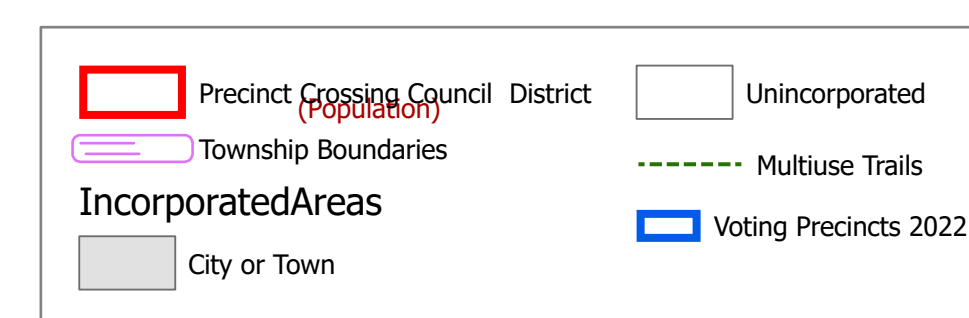 Precinct Crossing Council District
(Population)
Township Boundaries
IncorporatedAreas
City or Town
Unincorporated
Multiuse Trails
Voting Precincts 2022